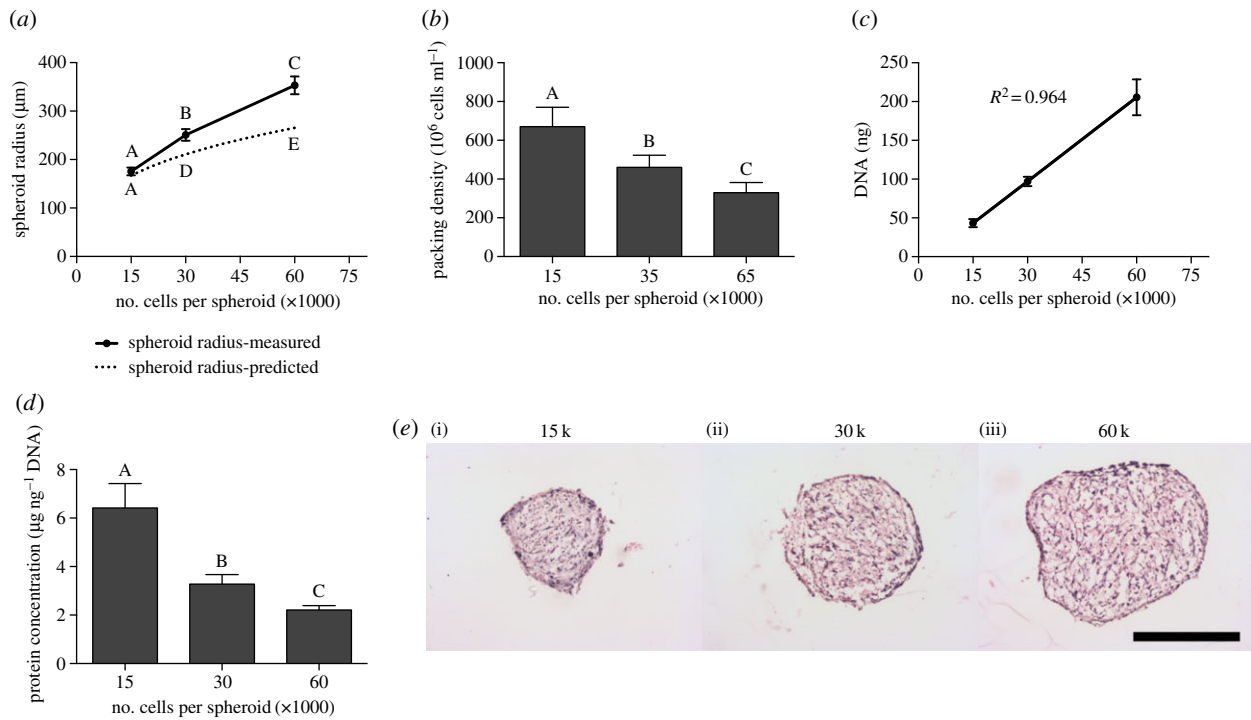 (a)
spheroid radius (µm)
400
300
200
100
0
A
B
C
A
D
E
0 15 30 45 60 75
no. cells per spheroid (×1000)
spheroid radius-measured
spheroid radius-predicted
(b)
packing density (10⁶ cells ml⁻¹)
1000
800
600
400
200
0
A
B
C
15 35 65
no. cells per spheroid (×1000)
(c)
DNA (ng)
250
200
150
100
50
0
R² = 0.964
0 15 30 45 60 75
no. cells per spheroid (×1000)
(d)
protein concentration (µg ng⁻¹ DNA)
8
6
4
2
0
A
B
C
15 30 60
no. cells per spheroid (×1000)
(e) (i) 15 k (ii) 30 k (iii) 60 k